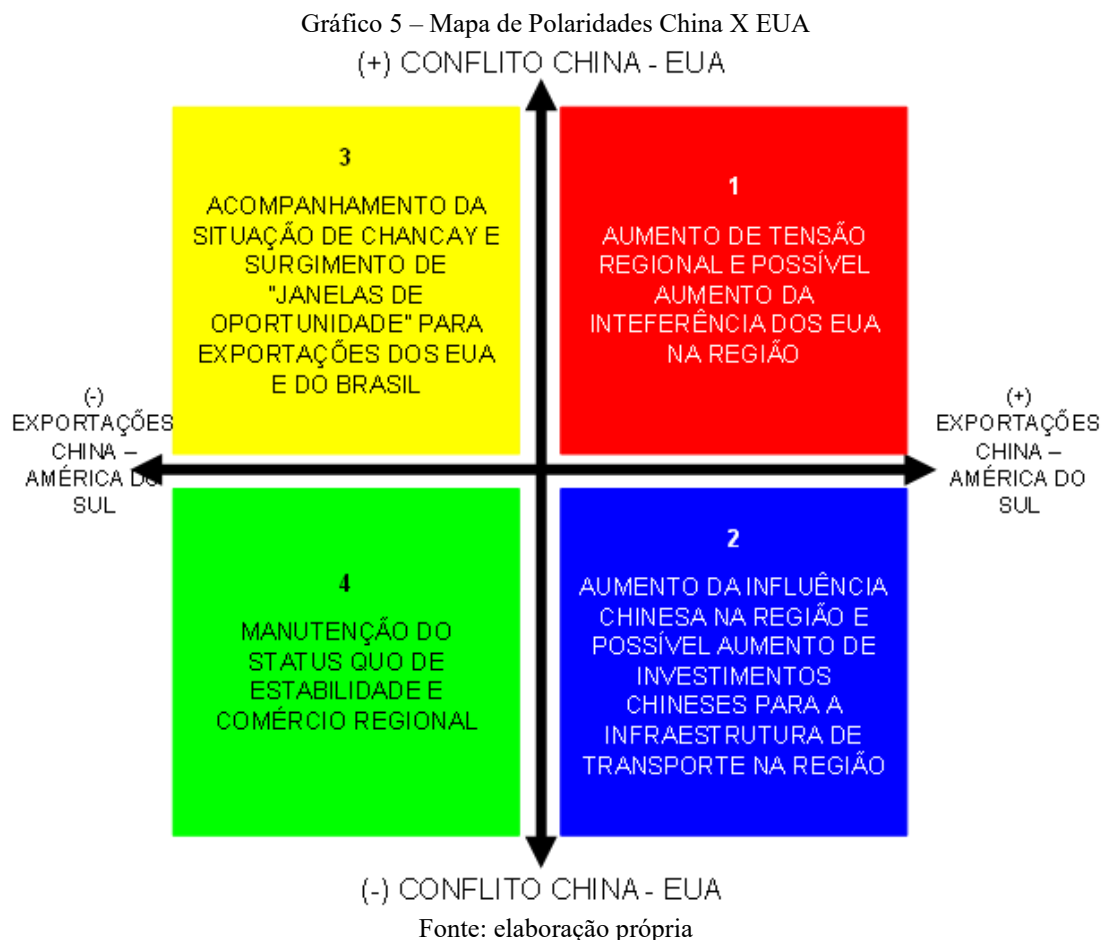 Gráfico 5 – Mapa de Polaridades China X EUA
(+) CONFLITO CHINA - EUA
3
ACOMPANHAMENTO DA
SITUAÇÃO DE CHANCAY E
SURGIMENTO DE
"JANELAS DE
OPORTUNIDADE" PARA
EXPORTAÇÕES DOS EUA
E DO BRASIL
1
AUMENTO DE TENSÃO
REGIONAL E POSSÍVEL
AUMENTO DA
INTEFERÊNCIA DOS EUA
NA REGIÃO
(-)
EXPORTAÇÕES
CHINA –
AMÉRICA DO
SUL
(+)
EXPORTAÇÕES
CHINA –
AMÉRICA DO
SUL
4
MANUTENÇÃO DO
STATUS QUO DE
ESTABILIDADE E
COMÉRCIO REGIONAL
2
AUMENTO DA INFLUÊNCIA
CHINESA NA REGIÃO E
POSSÍVEL AUMENTO DE
INVESTIMENTOS
CHINESES PARA A
INFRAESTRUTURA DE
TRANSPORTE NA REGIÃO
(-) CONFLITO CHINA - EUA
Fonte: elaboração própria